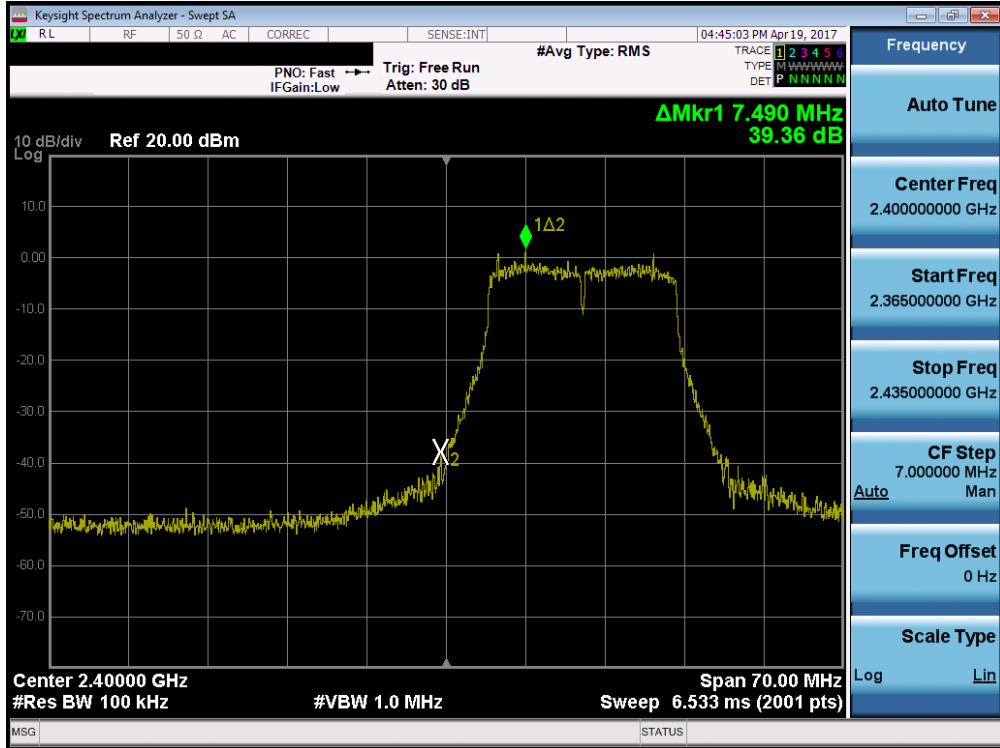 Keysight Spectrum Analyzer - Swept SA
LXI RL RF 50 Ω AC CORREC SENSE:INT 04:45:03 PM Apr 19, 2017
#Avg Type: RMS TRACE 1 2 3 4 5 6
PNO: Fast Trig: Free Run TYPE M WWWWW
IFGain:Low Atten: 30 dB DET P N N N N N
ΔMkr1 7.490 MHz
39.36 dB
10 dB/div Ref 20.00 dBm
Log
10.0
0.00
-10.0
-20.0
-30.0
-40.0
-50.0
-60.0
-70.0
1Δ2
X2
Center 2.40000 GHz Span 70.00 MHz
#Res BW 100 kHz #VBW 1.0 MHz Sweep 6.533 ms (2001 pts)
MSG STATUS
Frequency
Auto Tune
Center Freq
2.400000000 GHz
Start Freq
2.365000000 GHz
Stop Freq
2.435000000 GHz
CF Step
7.000000 MHz
Auto Man
Freq Offset
0 Hz
Scale Type
Log Lin